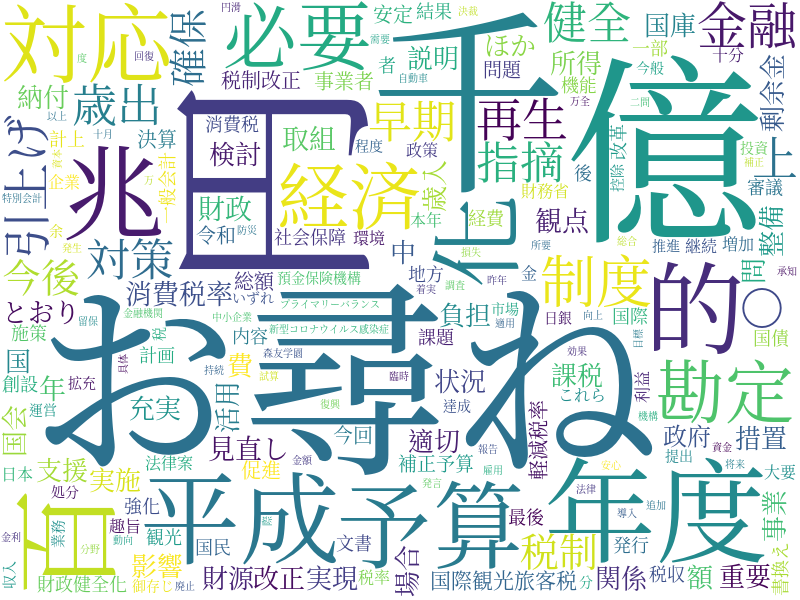 対応
必要
千
億
金融
確保
安定
結果
健全
国庫
ほか
一部
十分
歳出
納付
税制改正
事業者
者
説明
問題
所得
機能
今般
剰余金
日
早期
再生
引上げ
計上
決算
消費税
検討
取組
程度
政策
指摘
上
企業
一般会計
兆
経済
歳入
財務省
審議
控除
改革
投資
補正
特別会計
財政
令和
防災
社会保障
環境
本年
経費
観点
整備
今後
対策
化
中
推進
継続
増加
とおり
消費税率
総額
いずれ
預金保険機構
地方
金
制度
問
的
〇
承知
プライマリーバランス
施策
税
中小企業
内容
新型コロナウイルス感染症
負担
市場
日銀
国際
国債
お尋ね
国
計画
費
森友学園
課題
課税
これら
利益
勘定
創設
年
拡充
状況
達成
国会
運営
充実
活用
今回
見直し
適切
軽減税率
政府
措置
提出
日本
支援
実施
法律案
促進
補正予算
百
処分
強化
平成
予算
年度
大要
事業
金利
業務
趣旨
観光
国民
文書
最後
税制
発行
書換え
収入
影響
財政健全化
御存じ
財源
改正
実現
税率
場合
国際観光旅客税
分
関係
税収
額
重要
円滑
決裁
需要
自動車
万全
二問
度
回復
以上
十月
余
万
発生
損失
調査
昨年
着実
所要
総合
留保
金融機関
具体
持続
試算
復興
臨時
適用
向上
目標
効果
機構
資金
将来
金額
報告
雇用
発言
安心
法律
導入
追加
分野
動向
廃止